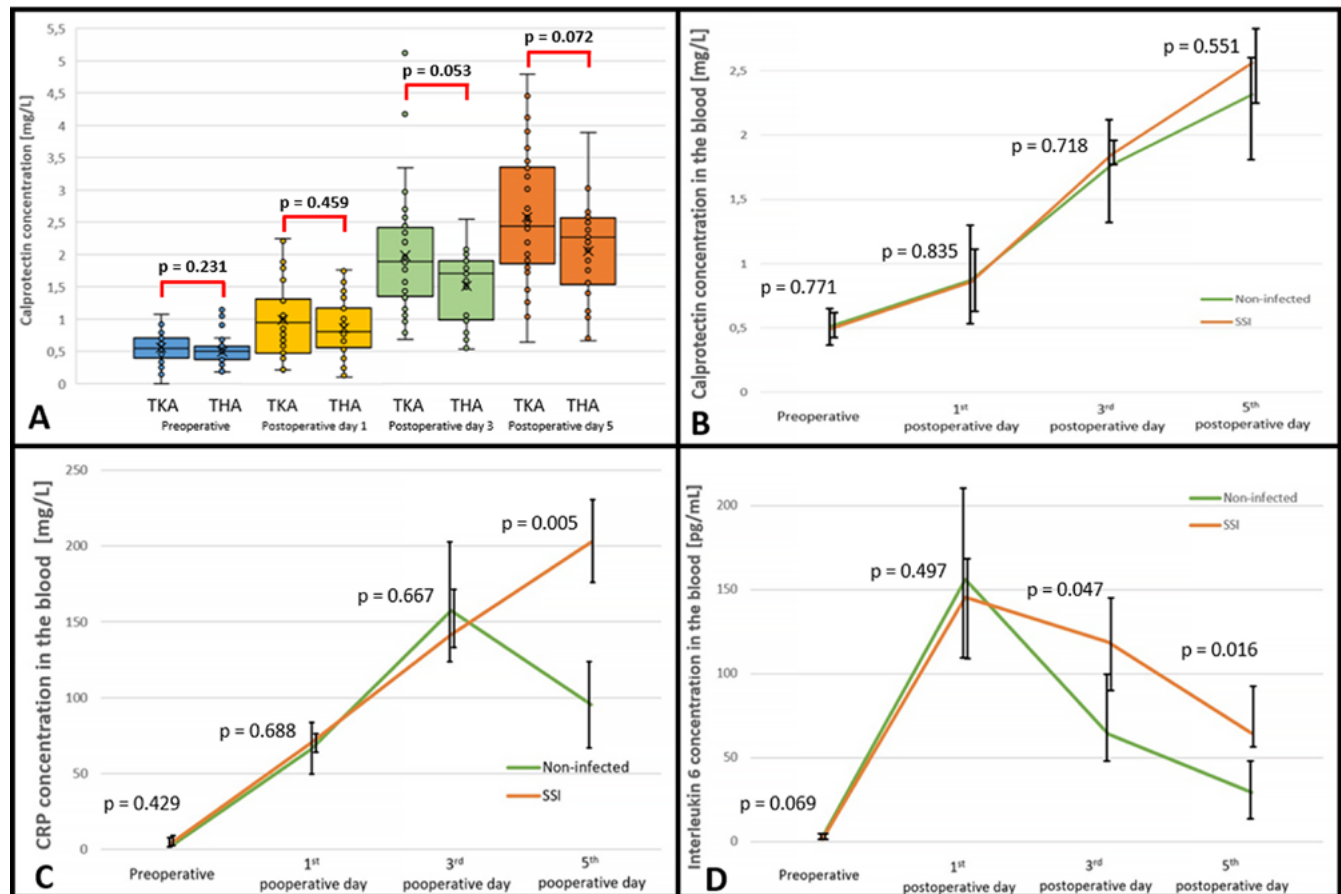 Calprotectin concentration [mg/L]
5,5
5
4,5
4
3,5
3
2,5
2
1,5
1
0,5
0
p = 0.231
p = 0.459
p = 0.053
p = 0.072
TKA THA TKA THA TKA THA TKA THA
Preoperative Postoperative day 1 Postoperative day 3 Postoperative day 5
A
Calprotectin concentration in the blood [mg/L]
2,5
2
1,5
1
0,5
0
p = 0.771
p = 0.835
p = 0.718
p = 0.551
Non-infected
SSI
Preoperative
1st
postoperative day
3rd
postoperative day
5th
postoperative day
B
CRP concentration in the blood [mg/L]
250
200
150
100
50
0
p = 0.429
p = 0.688
p = 0.667
p = 0.005
Non-infected
SSI
Preoperative
1st
pooperative day
3rd
pooperative day
5th
pooperative day
C
Interleukin 6 concentration in the blood [pg/mL]
200
150
100
50
0
p = 0.069
p = 0.497
p = 0.047
p = 0.016
Non-infected
SSI
Preoperative
1st
postoperative day
3rd
postoperative day
5th
postoperative day
D